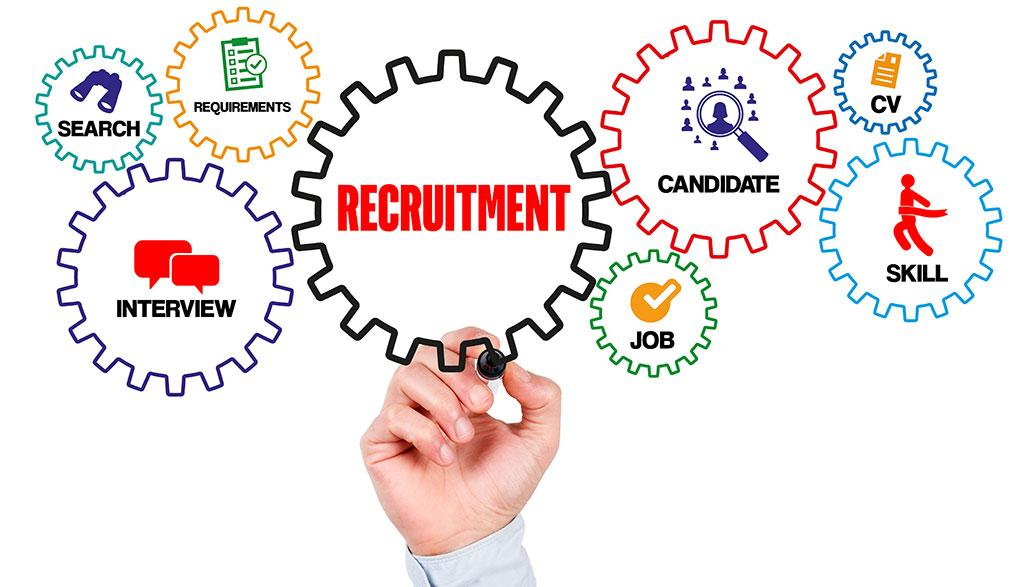 SEARCH
REQUIREMENTS
INTERVIEW
RECRUITMENT
CANDIDATE
CV
SKILL
JOB